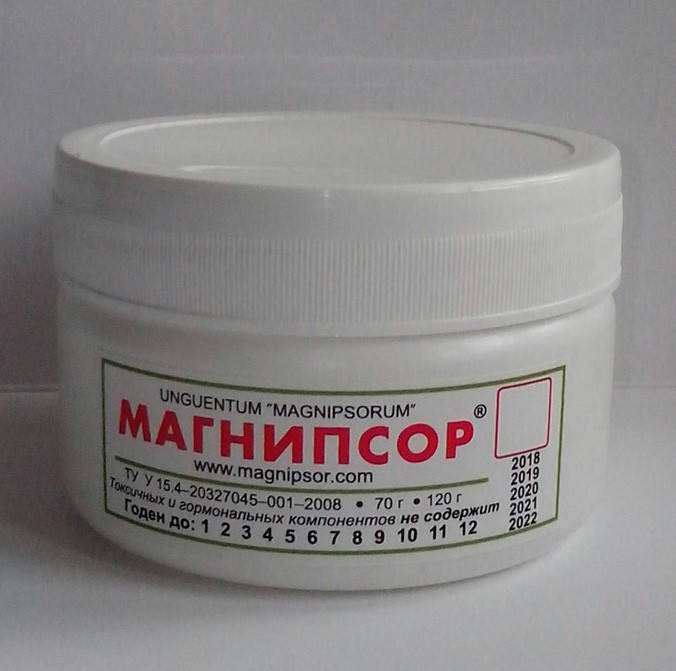 UNGUENTUM "MAGNIPSORUM"
МАГНИПСОР®
www.magnipsor.com
ТУ У 15.4–20327045–001–2008 • 70 г • 120 г
Токсичных и гормональных компонентов не содержит
Годен до: 1 2 3 4 5 6 7 8 9 10 11 12
2018
2019
2020
2021
2022